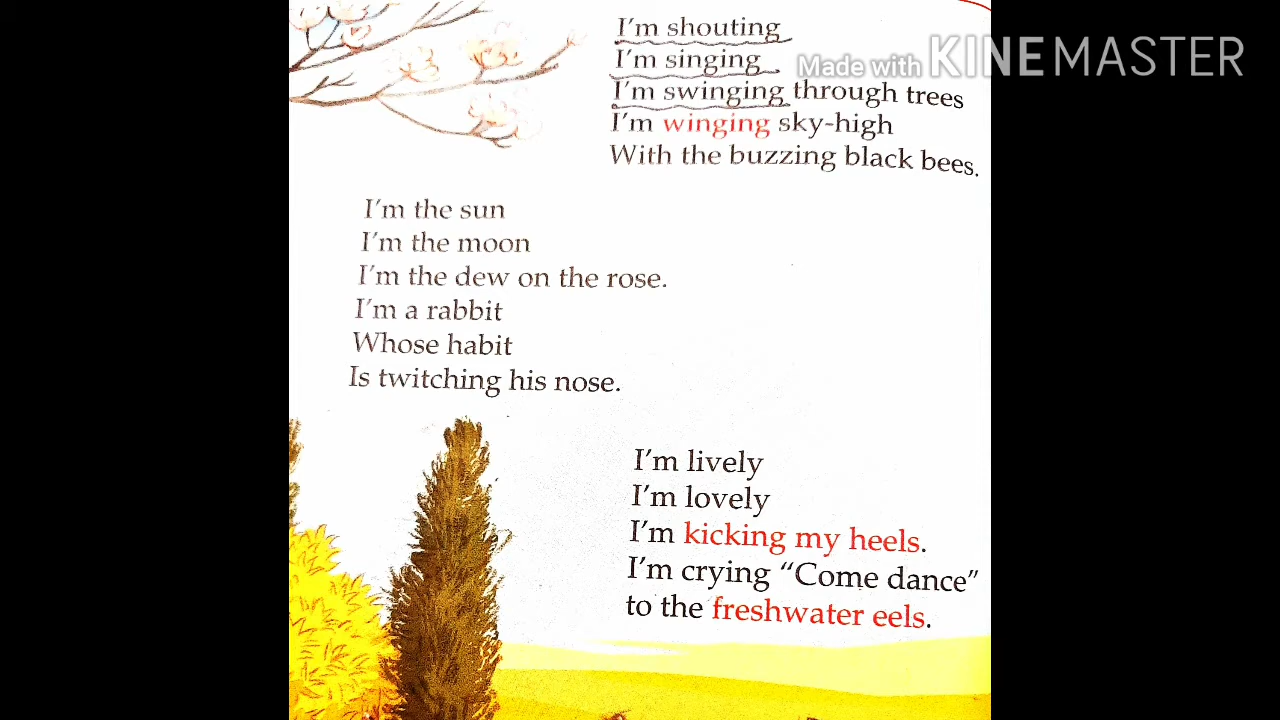 I'm shouting
I'm singing
Made with KINEMASTER
I'm swinging through trees
I'm winging sky-high
With the buzzing black bees.
I'm the sun
I'm the moon
I'm the dew on the rose.
I'm a rabbit
Whose habit
Is twitching his nose.
I'm lively
I'm lovely
I'm kicking my heels.
I'm crying “Come dance”
to the freshwater eels.